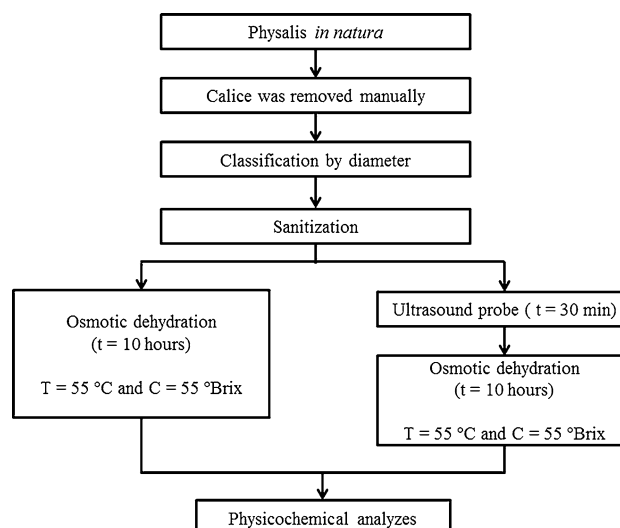 Physalis in natura
Calice was removed manually
Classification by diameter
Sanitization
Osmotic dehydration
(t = 10 hours)
T = 55 °C and C = 55 °Brix
Ultrasound probe ( t = 30 min)
Osmotic dehydration
(t = 10 hours)
T = 55 °C and C = 55 °Brix
Physicochemical analyzes